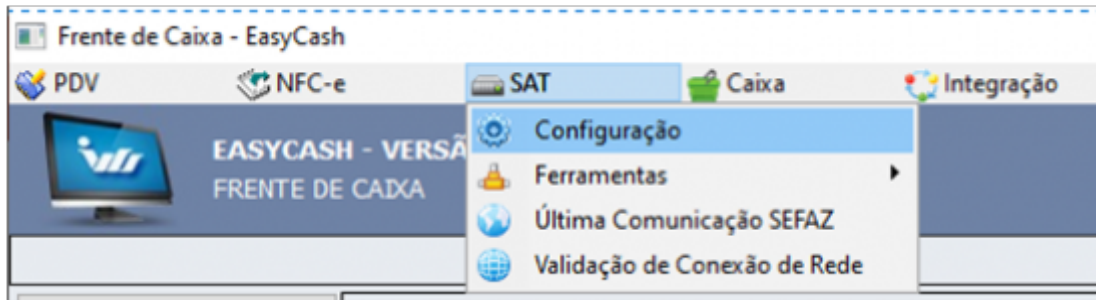 Frente de Caixa - EasyCash
PDV NFC-e SAT Caixa Integração
EASYCASH - VERSÃ
FRENTE DE CAIXA
Configuração
Ferramentas
Última Comunicação SEFAZ
Validação de Conexão de Rede